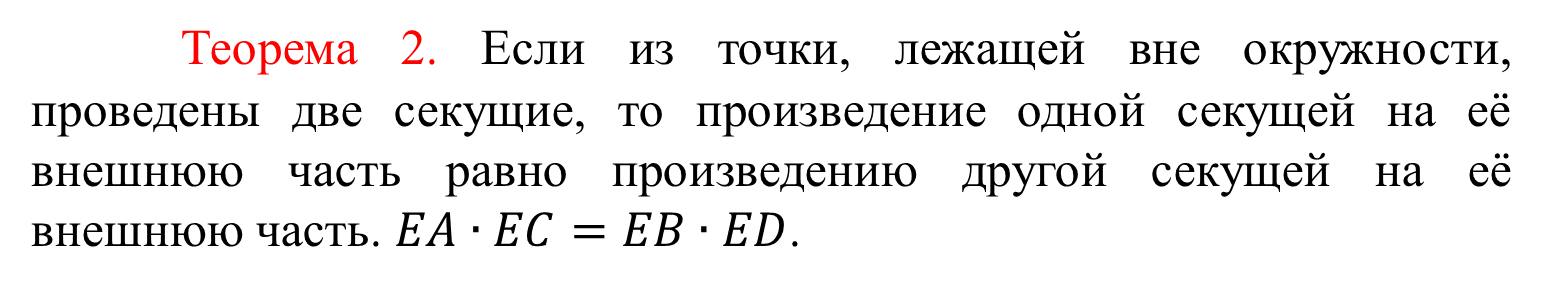 Теорема 2. Если из точки, лежащей вне окружности,
проведены две секущие, то произведение одной секущей на её
внешнюю часть равно произведению другой секущей на её
внешнюю часть. 𝐸𝐴 ∙ 𝐸𝐶 = 𝐸𝐵 ∙ 𝐸𝐷.